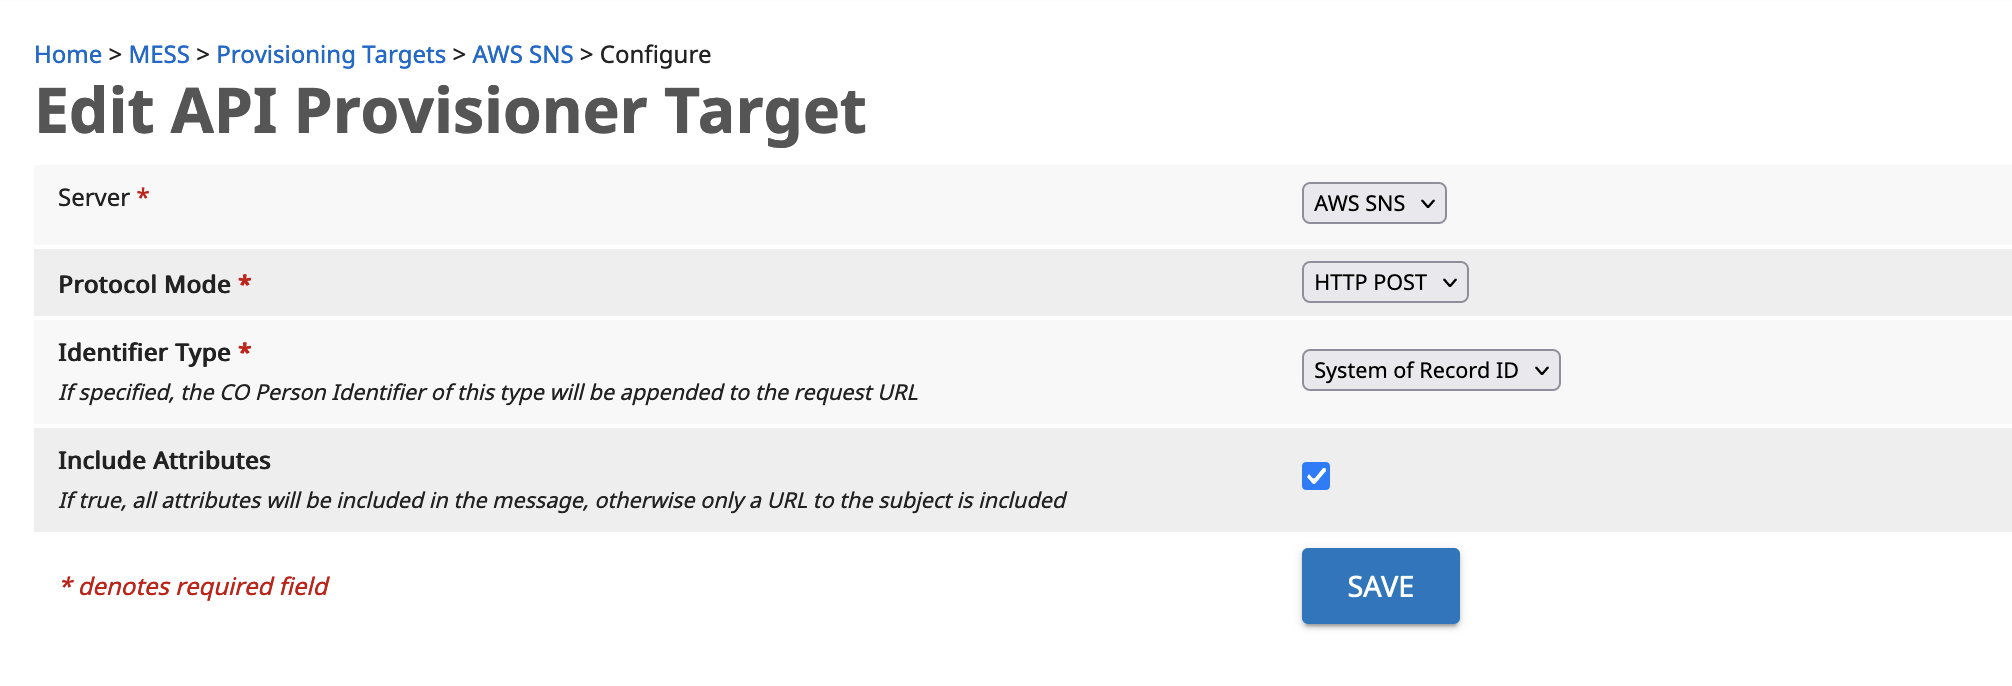 Home > MESS > Provisioning Targets > AWS SNS > Configure
Edit API Provisioner Target
Server *
AWS SNS
Protocol Mode *
HTTP POST
Identifier Type *
If specified, the CO Person Identifier of this type will be appended to the request URL
System of Record ID
Include Attributes
If true, all attributes will be included in the message, otherwise only a URL to the subject is included
* denotes required field
SAVE